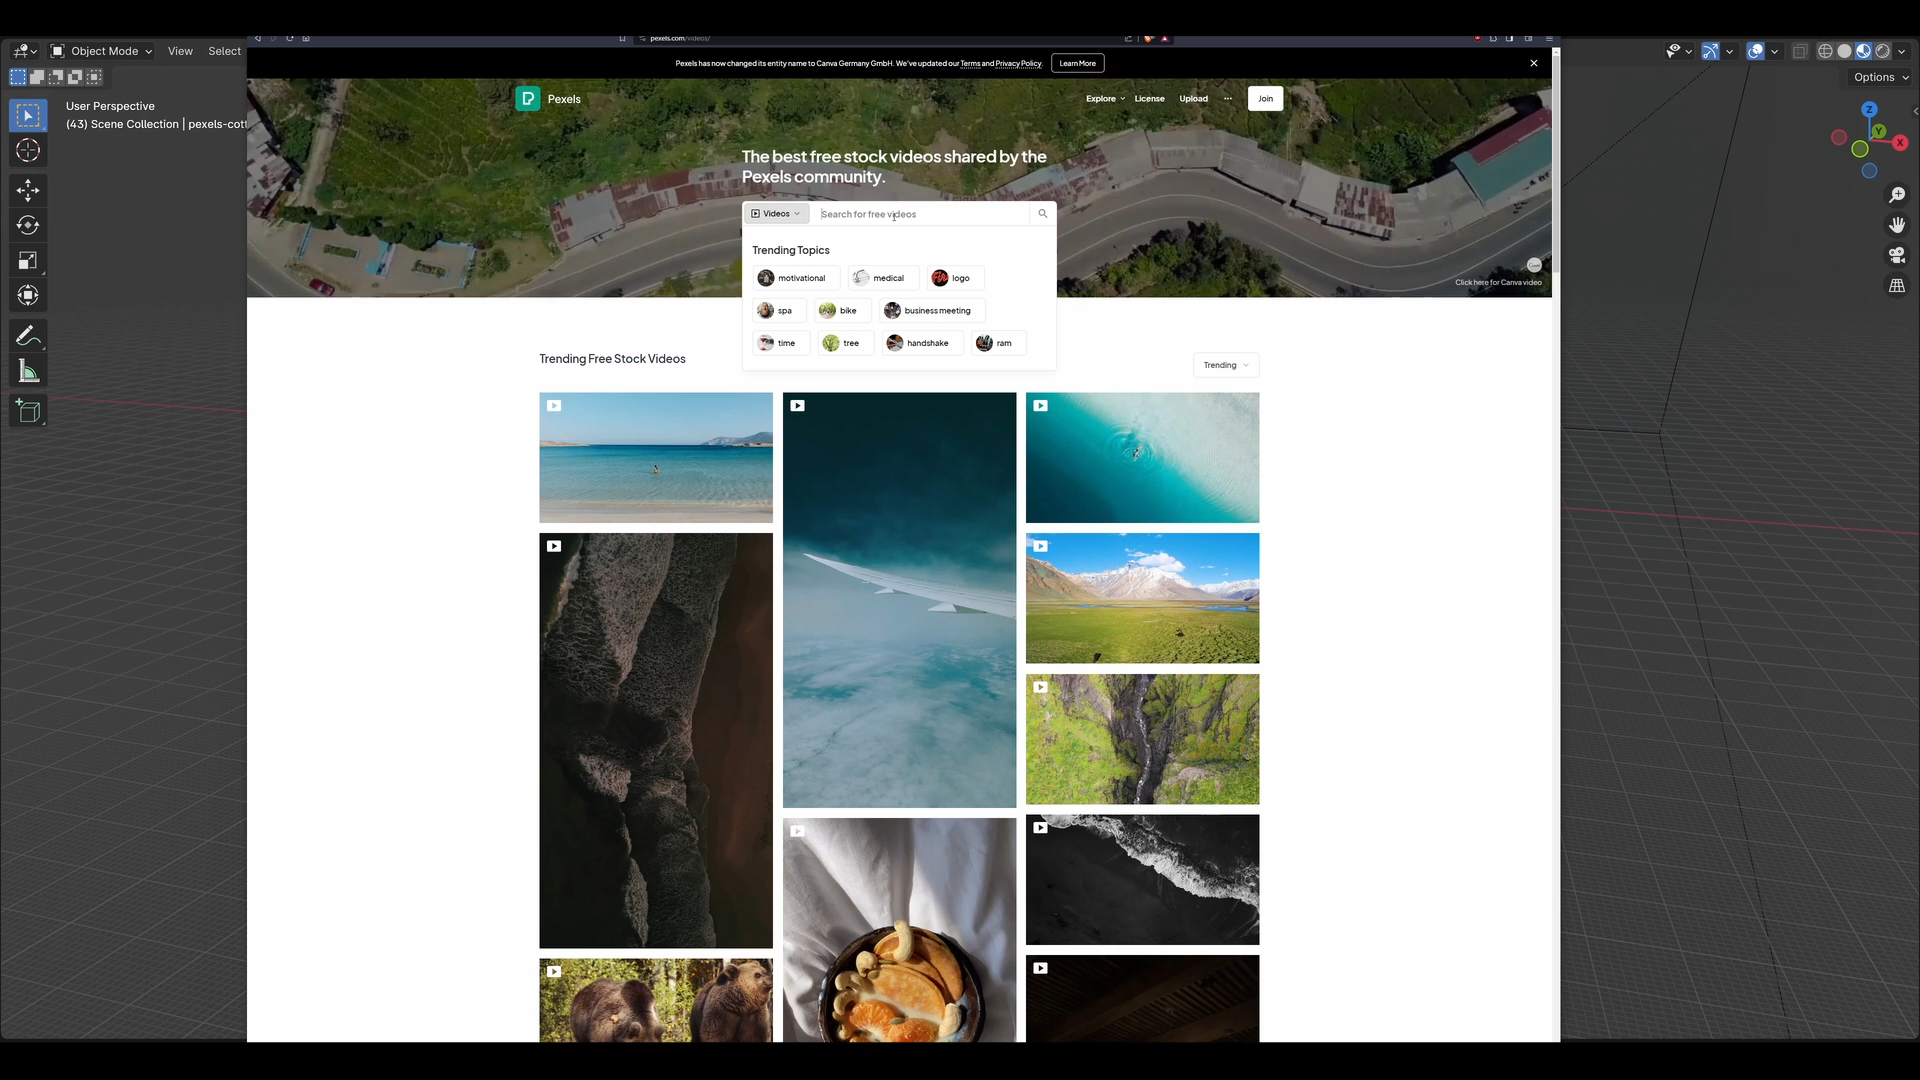 pexels.com/videos/
Object Mode
View
Select
Options
User Perspective
(43) Scene Collection | pexels-cott
Z
Y
X
Pexels has now changed its entity name to Canva Germany GmbH. We've updated our Terms and Privacy Policy.
Learn More
Pexels
Explore
License
Upload
Join
The best free stock videos shared by the
Pexels community.
Videos
Search for free videos
Trending Topics
motivational
medical
logo
spa
bike
business meeting
time
tree
handshake
ram
Canva
Click here for Canva video
Trending Free Stock Videos
Trending